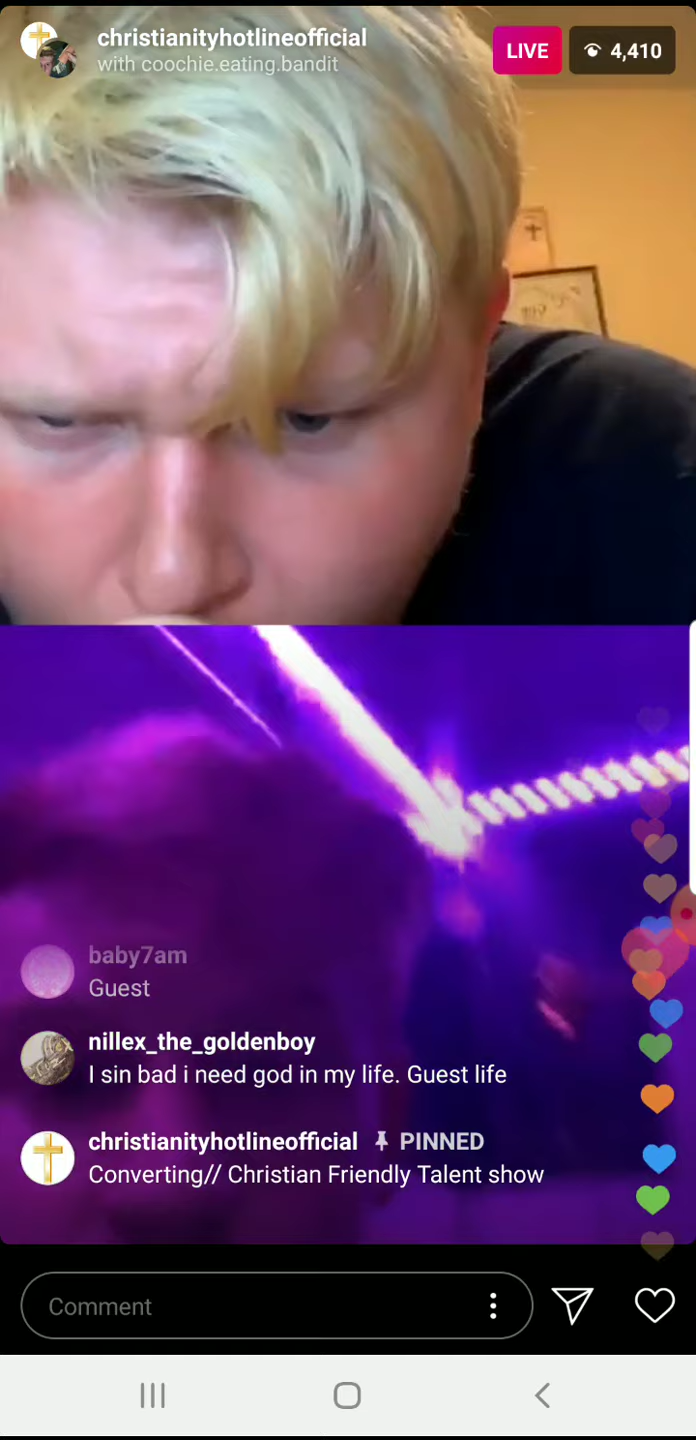 christianityhotlineofficial
with coochie.eating.bandit
LIVE
4,410
baby7am
Guest
nillex_the_goldenboy
I sin bad i need god in my life. Guest life
christianityhotlineofficial PINNED
Converting// Christian Friendly Talent show
Comment